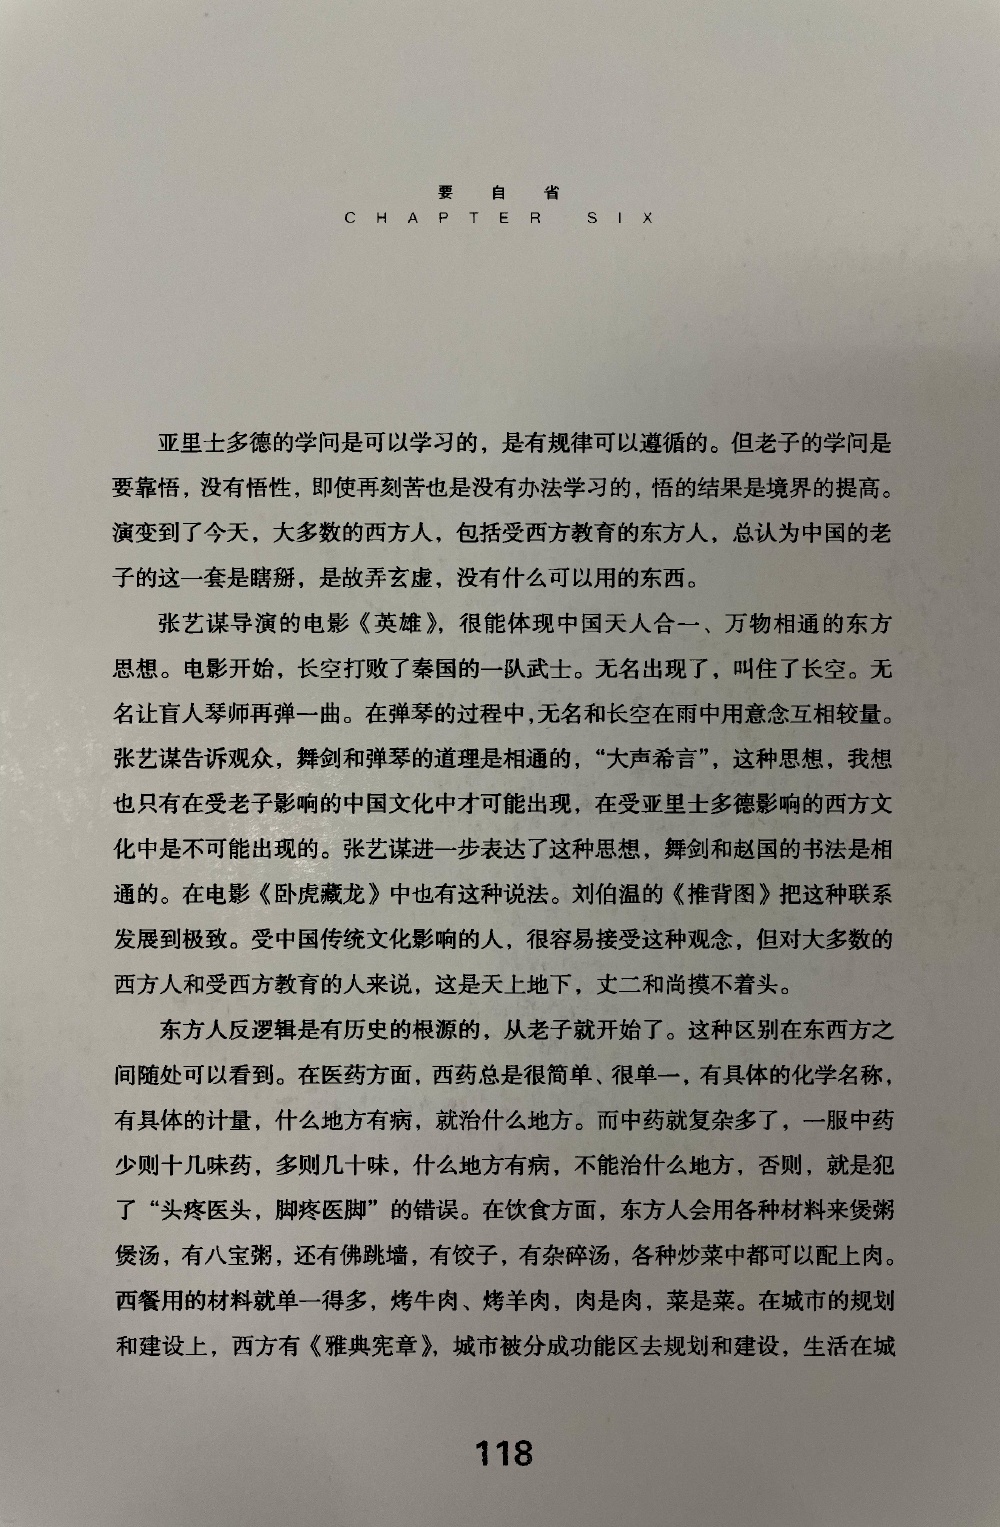 要自省
CHAPTER SIX
亚里士多德的学问是可以学习的，是有规律可以遵循的。但老子的学问是
要靠悟，没有悟性，即使再刻苦也是没有办法学习的，悟的结果是境界的提高。
演变到了今天，大多数的西方人，包括受西方教育的东方人，总认为中国的老
子的这一套是瞎掰，是故弄玄虚，没有什么可以用的东西。
张艺谋导演的电影《英雄》，很能体现中国天人合一、万物相通的东方
思想。电影开始，长空打败了秦国的一队武士。无名出现了，叫住了长空。无
名让盲人琴师再弹一曲。在弹琴的过程中，无名和长空在雨中用意念互相较量。
张艺谋告诉观众，舞剑和弹琴的道理是相通的，“大声希言”，这种思想，我想
也只有在受老子影响的中国文化中才可能出现，在受亚里士多德影响的西方文
化中是不可能出现的。张艺谋进一步表达了这种思想，舞剑和赵国的书法是相
通的。在电影《卧虎藏龙》中也有这种说法。刘伯温的《推背图》把这种联系
发展到极致。受中国传统文化影响的人，很容易接受这种观念，但对大多数的
西方人和受西方教育的人来说，这是天上地下，丈二和尚摸不着头。
东方人反逻辑是有历史的根源的，从老子就开始了。这种区别在东西方之
间随处可以看到。在医药方面，西药总是很简单、很单一，有具体的化学名称，
有具体的计量，什么地方有病，就治什么地方。而中药就复杂多了，一服中药
少则十几味药，多则几十味，什么地方有病，不能治什么地方，否则，就是犯
了“头疼医头，脚疼医脚”的错误。在饮食方面，东方人会用各种材料来煲粥
煲汤，有八宝粥，还有佛跳墙，有饺子，有杂碎汤，各种炒菜中都可以配上肉。
西餐用的材料就单一得多，烤牛肉、烤羊肉，肉是肉，菜是菜。在城市的规划
和建设上，西方有《雅典宪章》，城市被分成功能区去规划和建设，生活在城
118